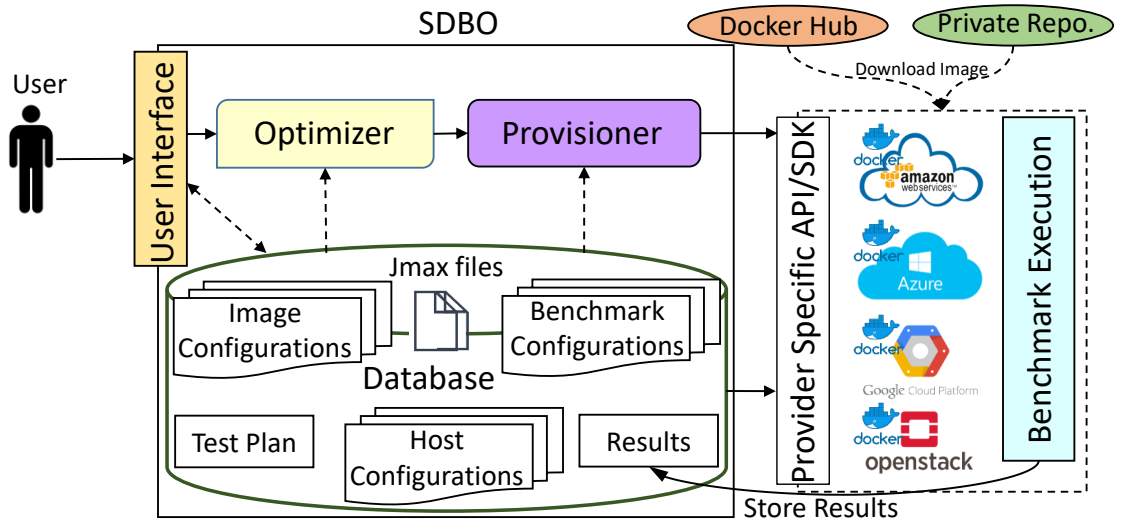 SDBO
Docker Hub
Private Repo.
Download Image
User
User Interface
Optimizer
Provisioner
Provider Specific API/SDK
docker
amazon
webservices™
docker
Azure
docker
Google Cloud Platform
docker
openstack
Benchmark Execution
Jmax files
Image
Configurations
Benchmark
Configurations
Database
Test Plan
Host
Configurations
Results
Store Results